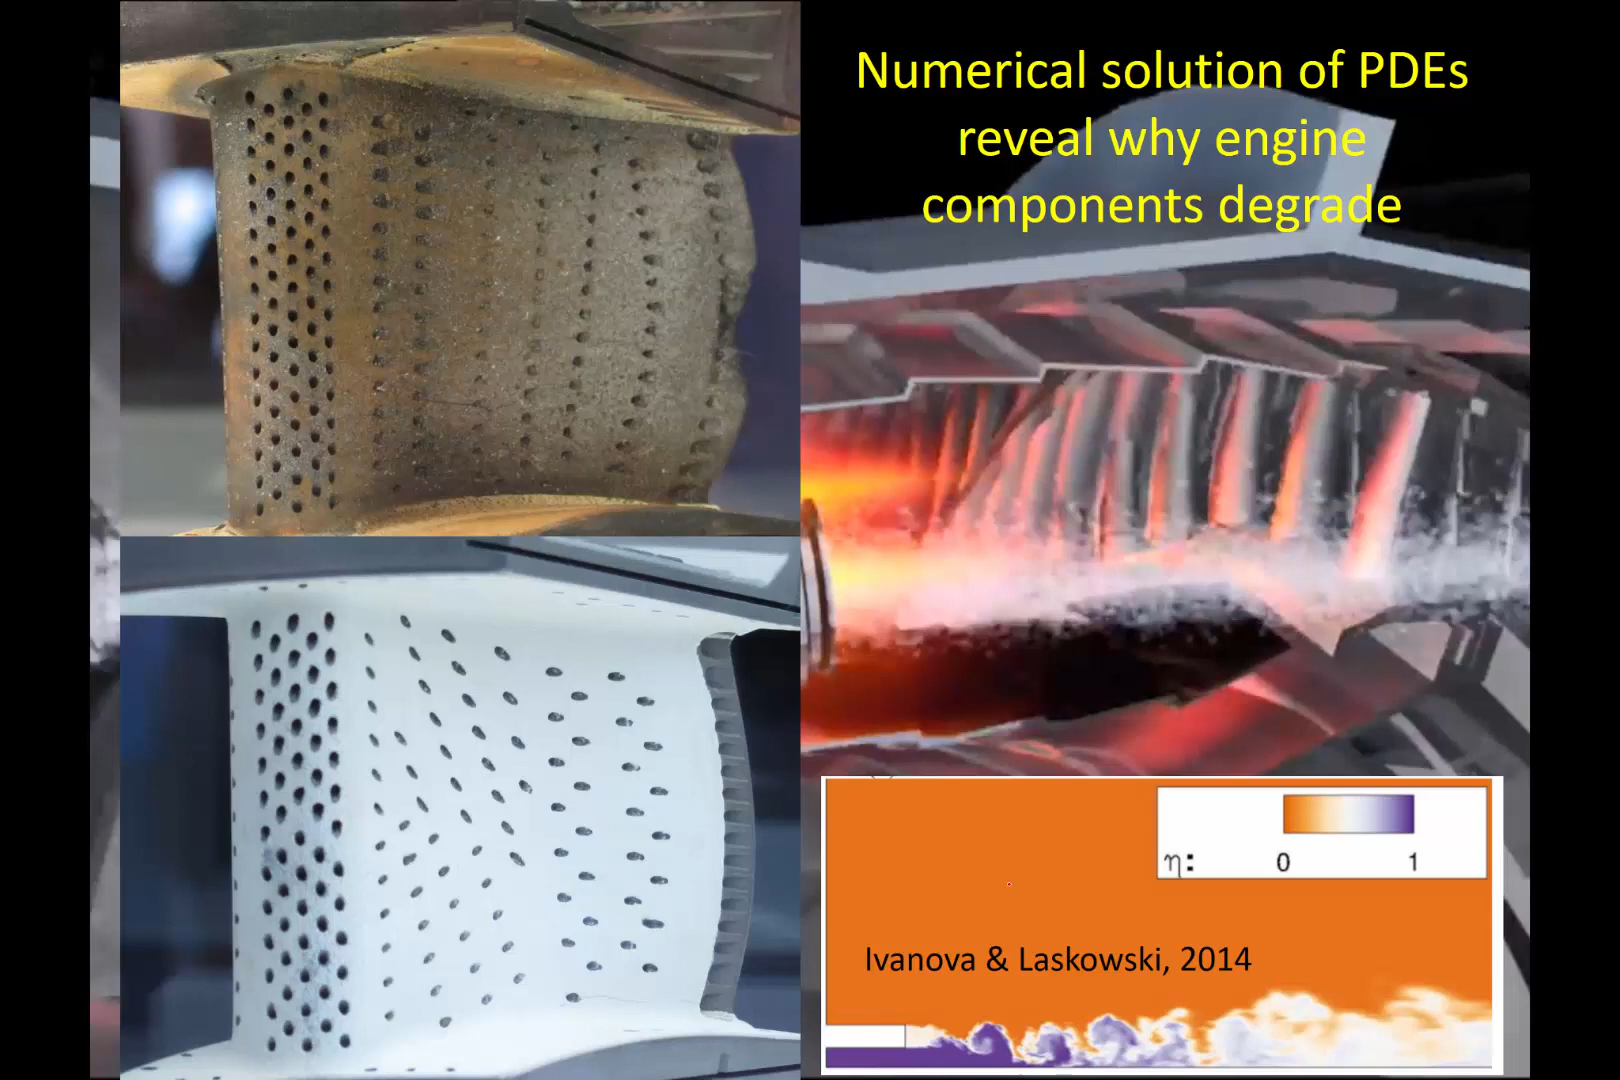 Numerical solution of PDEs
reveal why engine
components degrade
η: 0 1
Ivanova & Laskowski, 2014